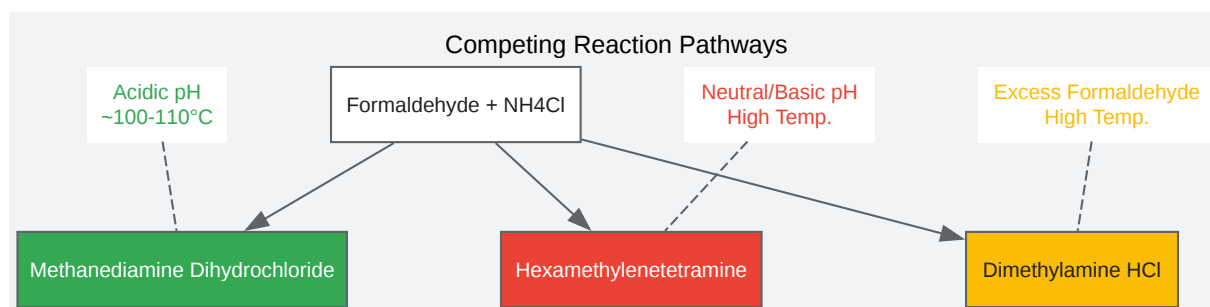 Competing Reaction Pathways
Acidic pH
~100-110°C
Formaldehyde + NH4Cl
Neutral/Basic pH
High Temp.
Excess Formaldehyde
High Temp.
Methanediamine Dihydrochloride
Hexamethylenetetramine
Dimethylamine HCl